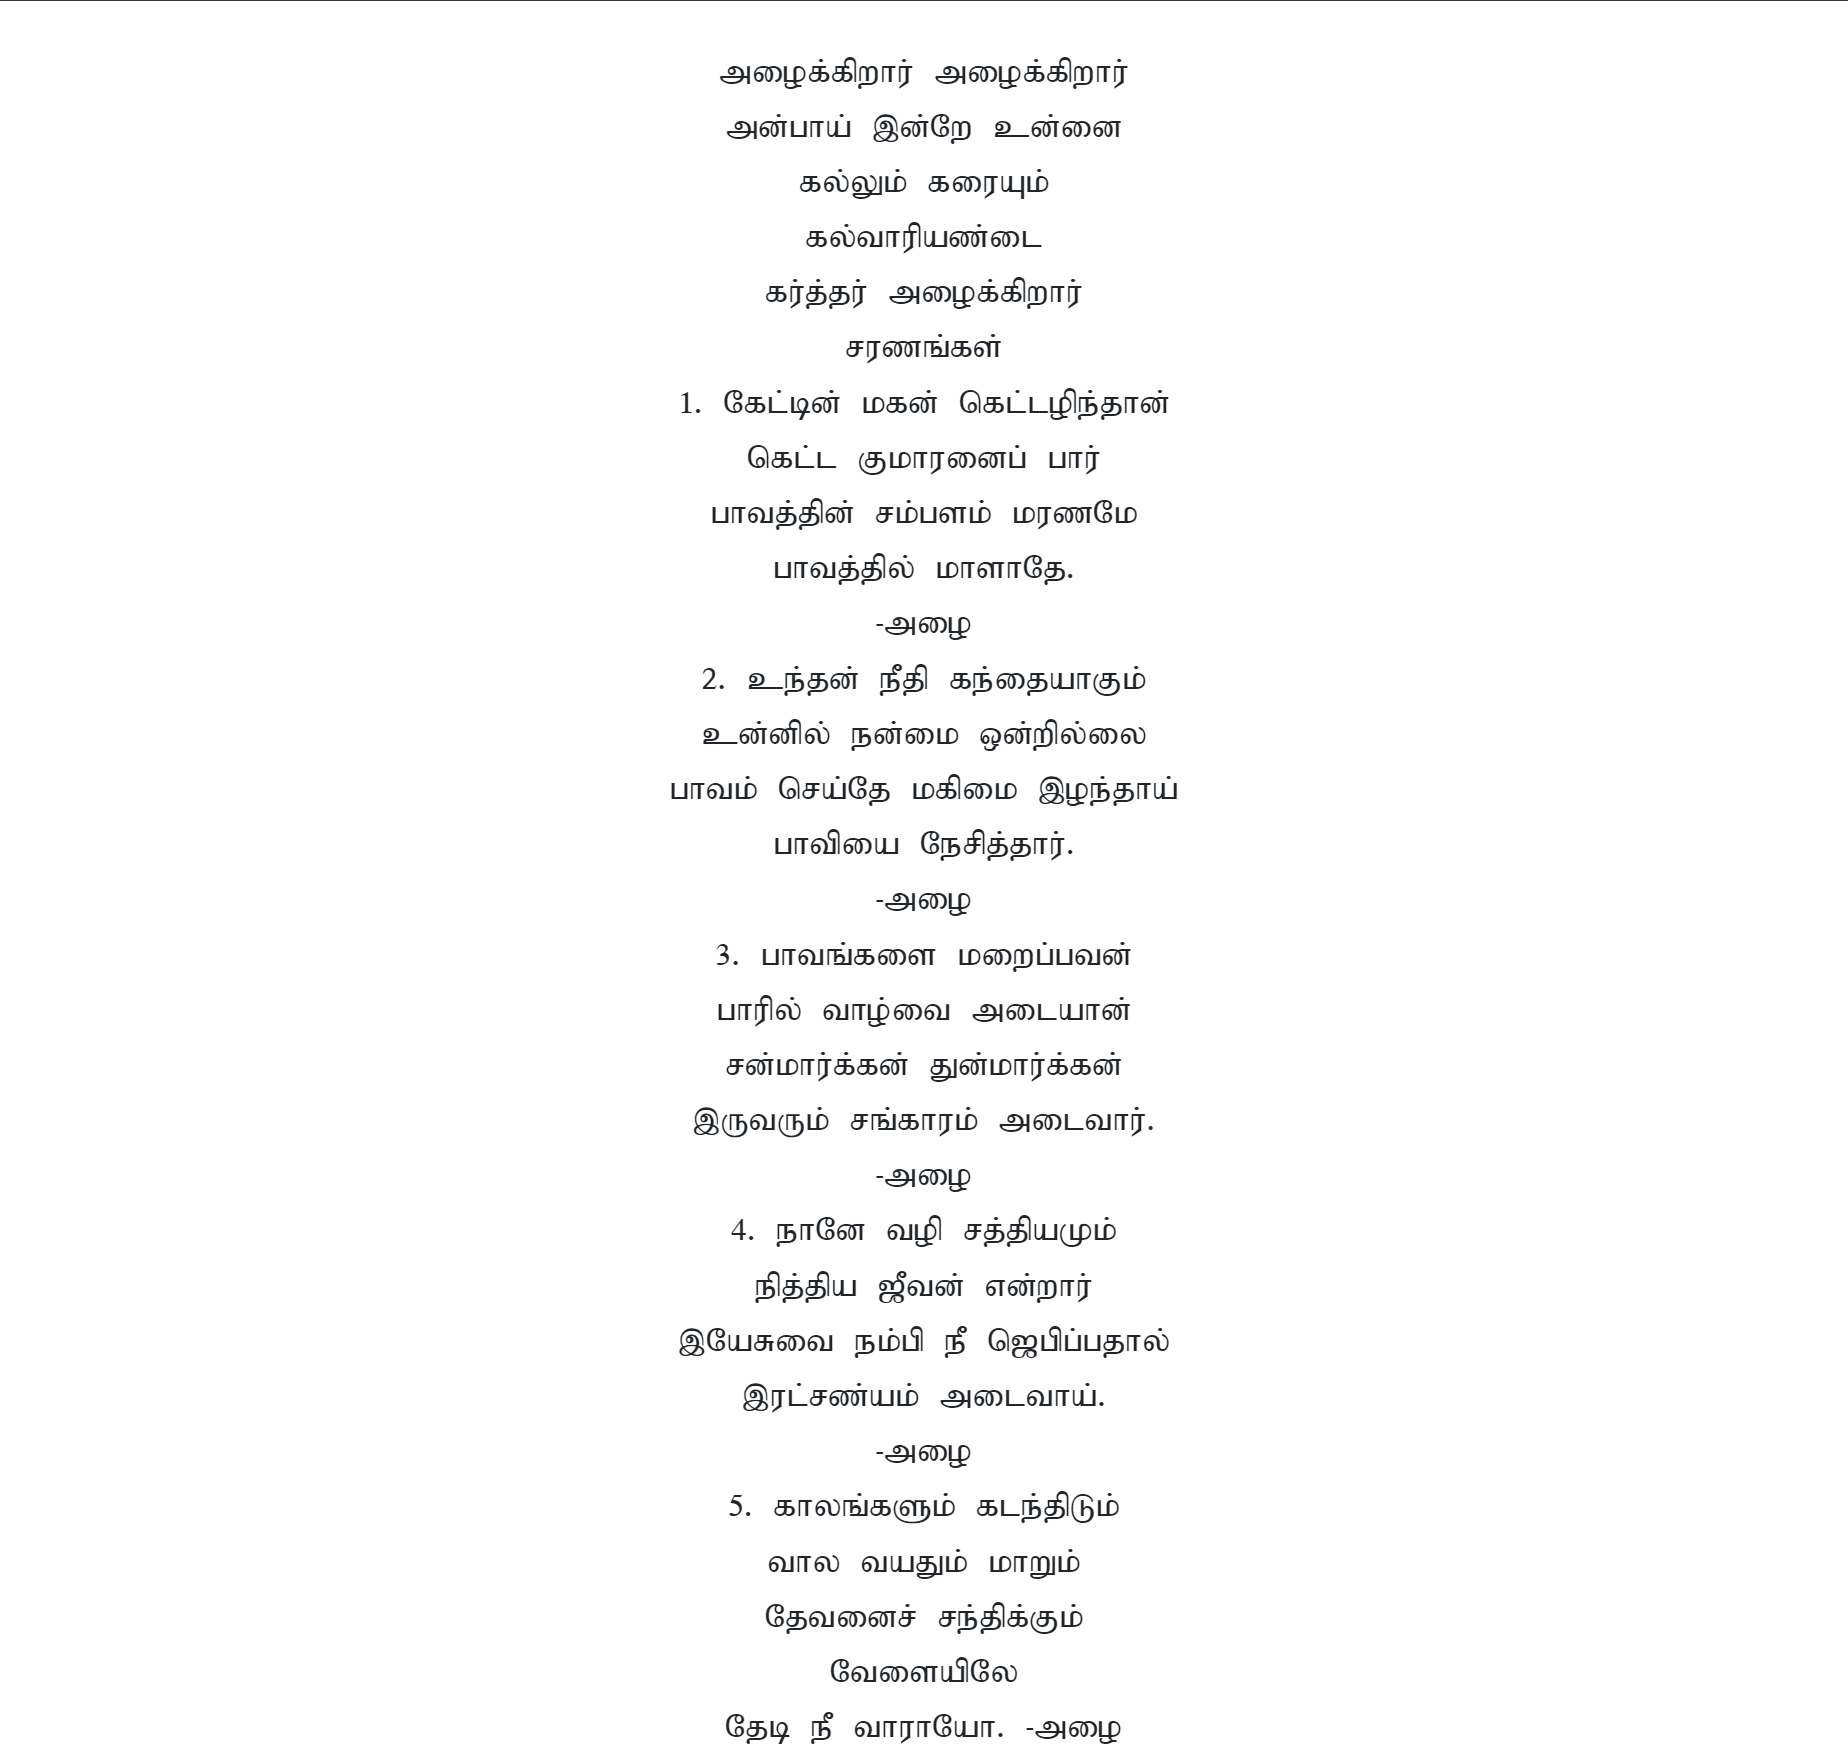 அழைக்கிறார் அழைக்கிறார்
அன்பாய் இன்றே உன்னை
கல்லும் கரையும்
கல்வாரியண்டை
கர்த்தர் அழைக்கிறார்
சரணங்கள்
1. கேட்டின் மகன் கெட்டழிந்தான்
கெட்ட குமாரனைப் பார்
பாவத்தின் சம்பளம் மரணமே
பாவத்தில் மாளாதே.
-அழை
2. உந்தன் நீதி கந்தையாகும்
உன்னில் நன்மை ஒன்றில்லை
பாவம் செய்தே மகிமை இழந்தாய்
பாவியை நேசித்தார்.
-அழை
3. பாவங்களை மறைப்பவன்
பாரில் வாழ்வை அடையான்
சன்மார்க்கன் துன்மார்க்கன்
இருவரும் சங்காரம் அடைவார்.
-அழை
4. நானே வழி சத்தியமும்
நித்திய ஜீவன் என்றார்
இயேசுவை நம்பி நீ ஜெபிப்பதால்
இரட்சண்யம் அடைவாய்.
-அழை
5. காலங்களும் கடந்திடும்
வால வயதும் மாறும்
தேவனைச் சந்திக்கும்
வேளையிலே
தேடி நீ வாராயோ. -அழை